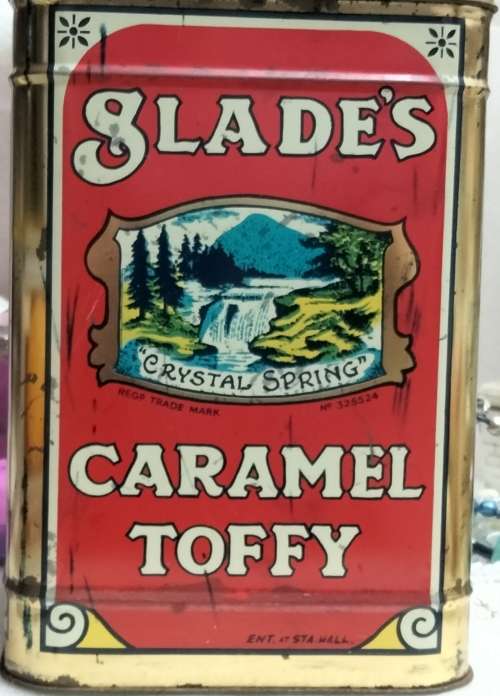 SLADE'S
"CRYSTAL SPRING"
REGD TRADE MARK Nº 325524
CARAMEL
TOFFY
ENT. AT STA. HALL.